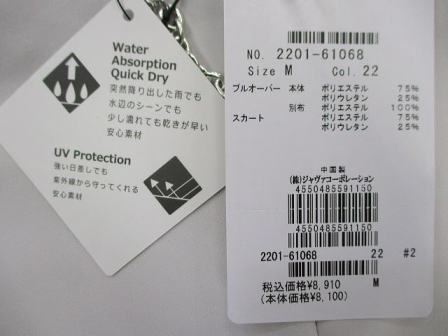 Water
Absorption
Quick Dry
突然降り出した雨でも
水辺のシーンでも
少し濡れても乾きが早い
安心素材
UV Protection
強い日差しでも
紫外線から守ってくれる
安心素材
NO. 2201-61068
Size M Col. 22
プルオーバー 本体 ポリエステル 75%
ポリウレタン 25%
別布 ポリエステル 100%
スカート ポリエステル 75%
ポリウレタン 25%
中国製
(株)ジャヴァコーポレーション
4550485591150
4550485591150
2201-61068 22 #2
税込価格¥8,910 M
(本体価格¥8,100)